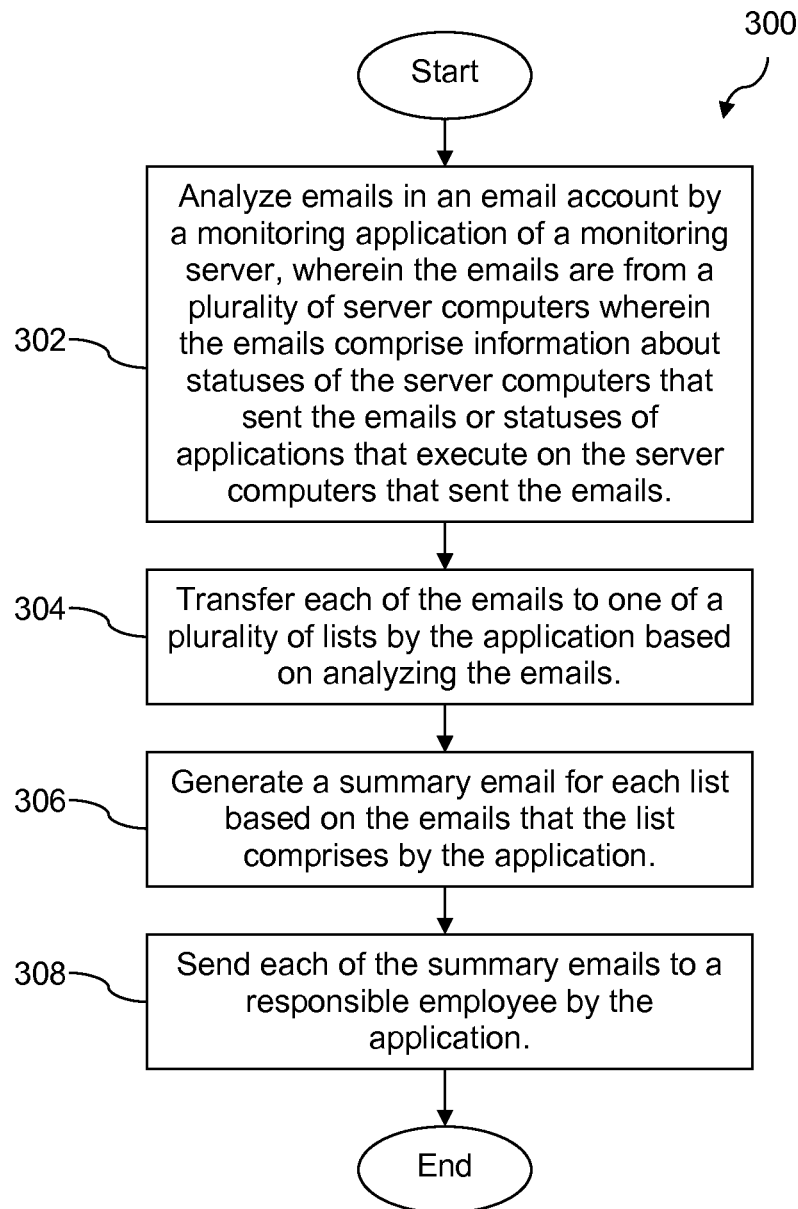 300
Start
302
Analyze emails in an email account by
a monitoring application of a monitoring
server, wherein the emails are from a
plurality of server computers wherein
the emails comprise information about
statuses of the server computers that
sent the emails or statuses of
applications that execute on the server
computers that sent the emails.
304
Transfer each of the emails to one of a
plurality of lists by the application based
on analyzing the emails.
306
Generate a summary email for each list
based on the emails that the list
comprises by the application.
308
Send each of the summary emails to a
responsible employee by the
application.
End